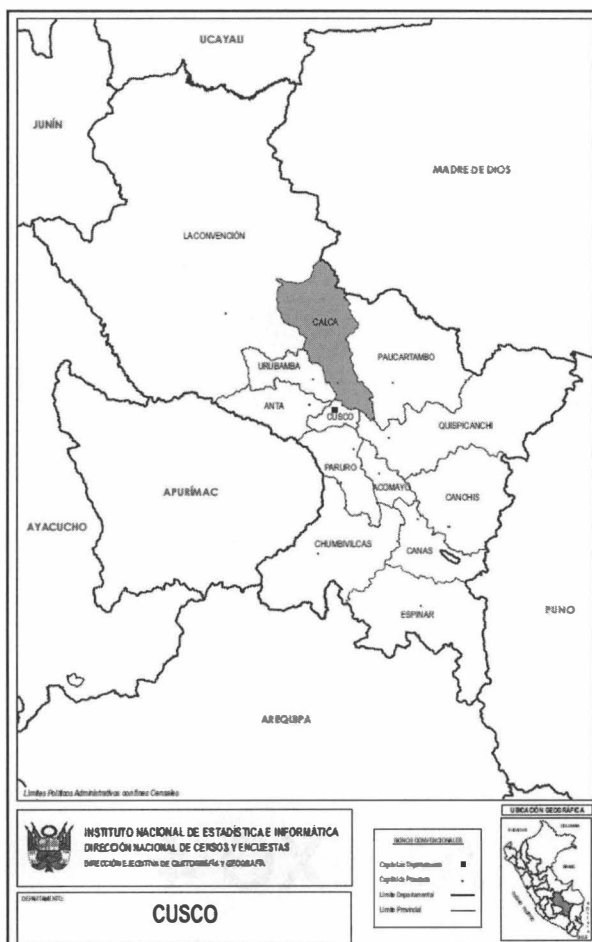 UCAYALI
JUNÍN
MADRE DE DIOS
LA CONVENCIÓN
CALCA
PAUCARTAMBO
URUBAMBA
ANTA
CUSCO
QUISPICANCHI
PARURO
ACOMAYO
CANCHIS
APURÍMAC
AYACUCHO
CHUMBIVILCAS
CANAS
ESPINAR
PUNO
AREQUIPA
Límites Políticos Administrativos con fines Censales
INSTITUTO NACIONAL DE ESTADÍSTICA E INFORMÁTICA
DIRECCIÓN NACIONAL DE CENSOS Y ENCUESTAS
DIRECCIÓN EJECUTIVA DE CARTOGRAFÍA Y GEOGRAFÍA
DEPARTAMENTO:
CUSCO
SIGNOS CONVENCIONALES
Capital de Departamento
Capital de Provincia
Límite Departamental
Límite Provincial
UBICACIÓN GEOGRÁFICA